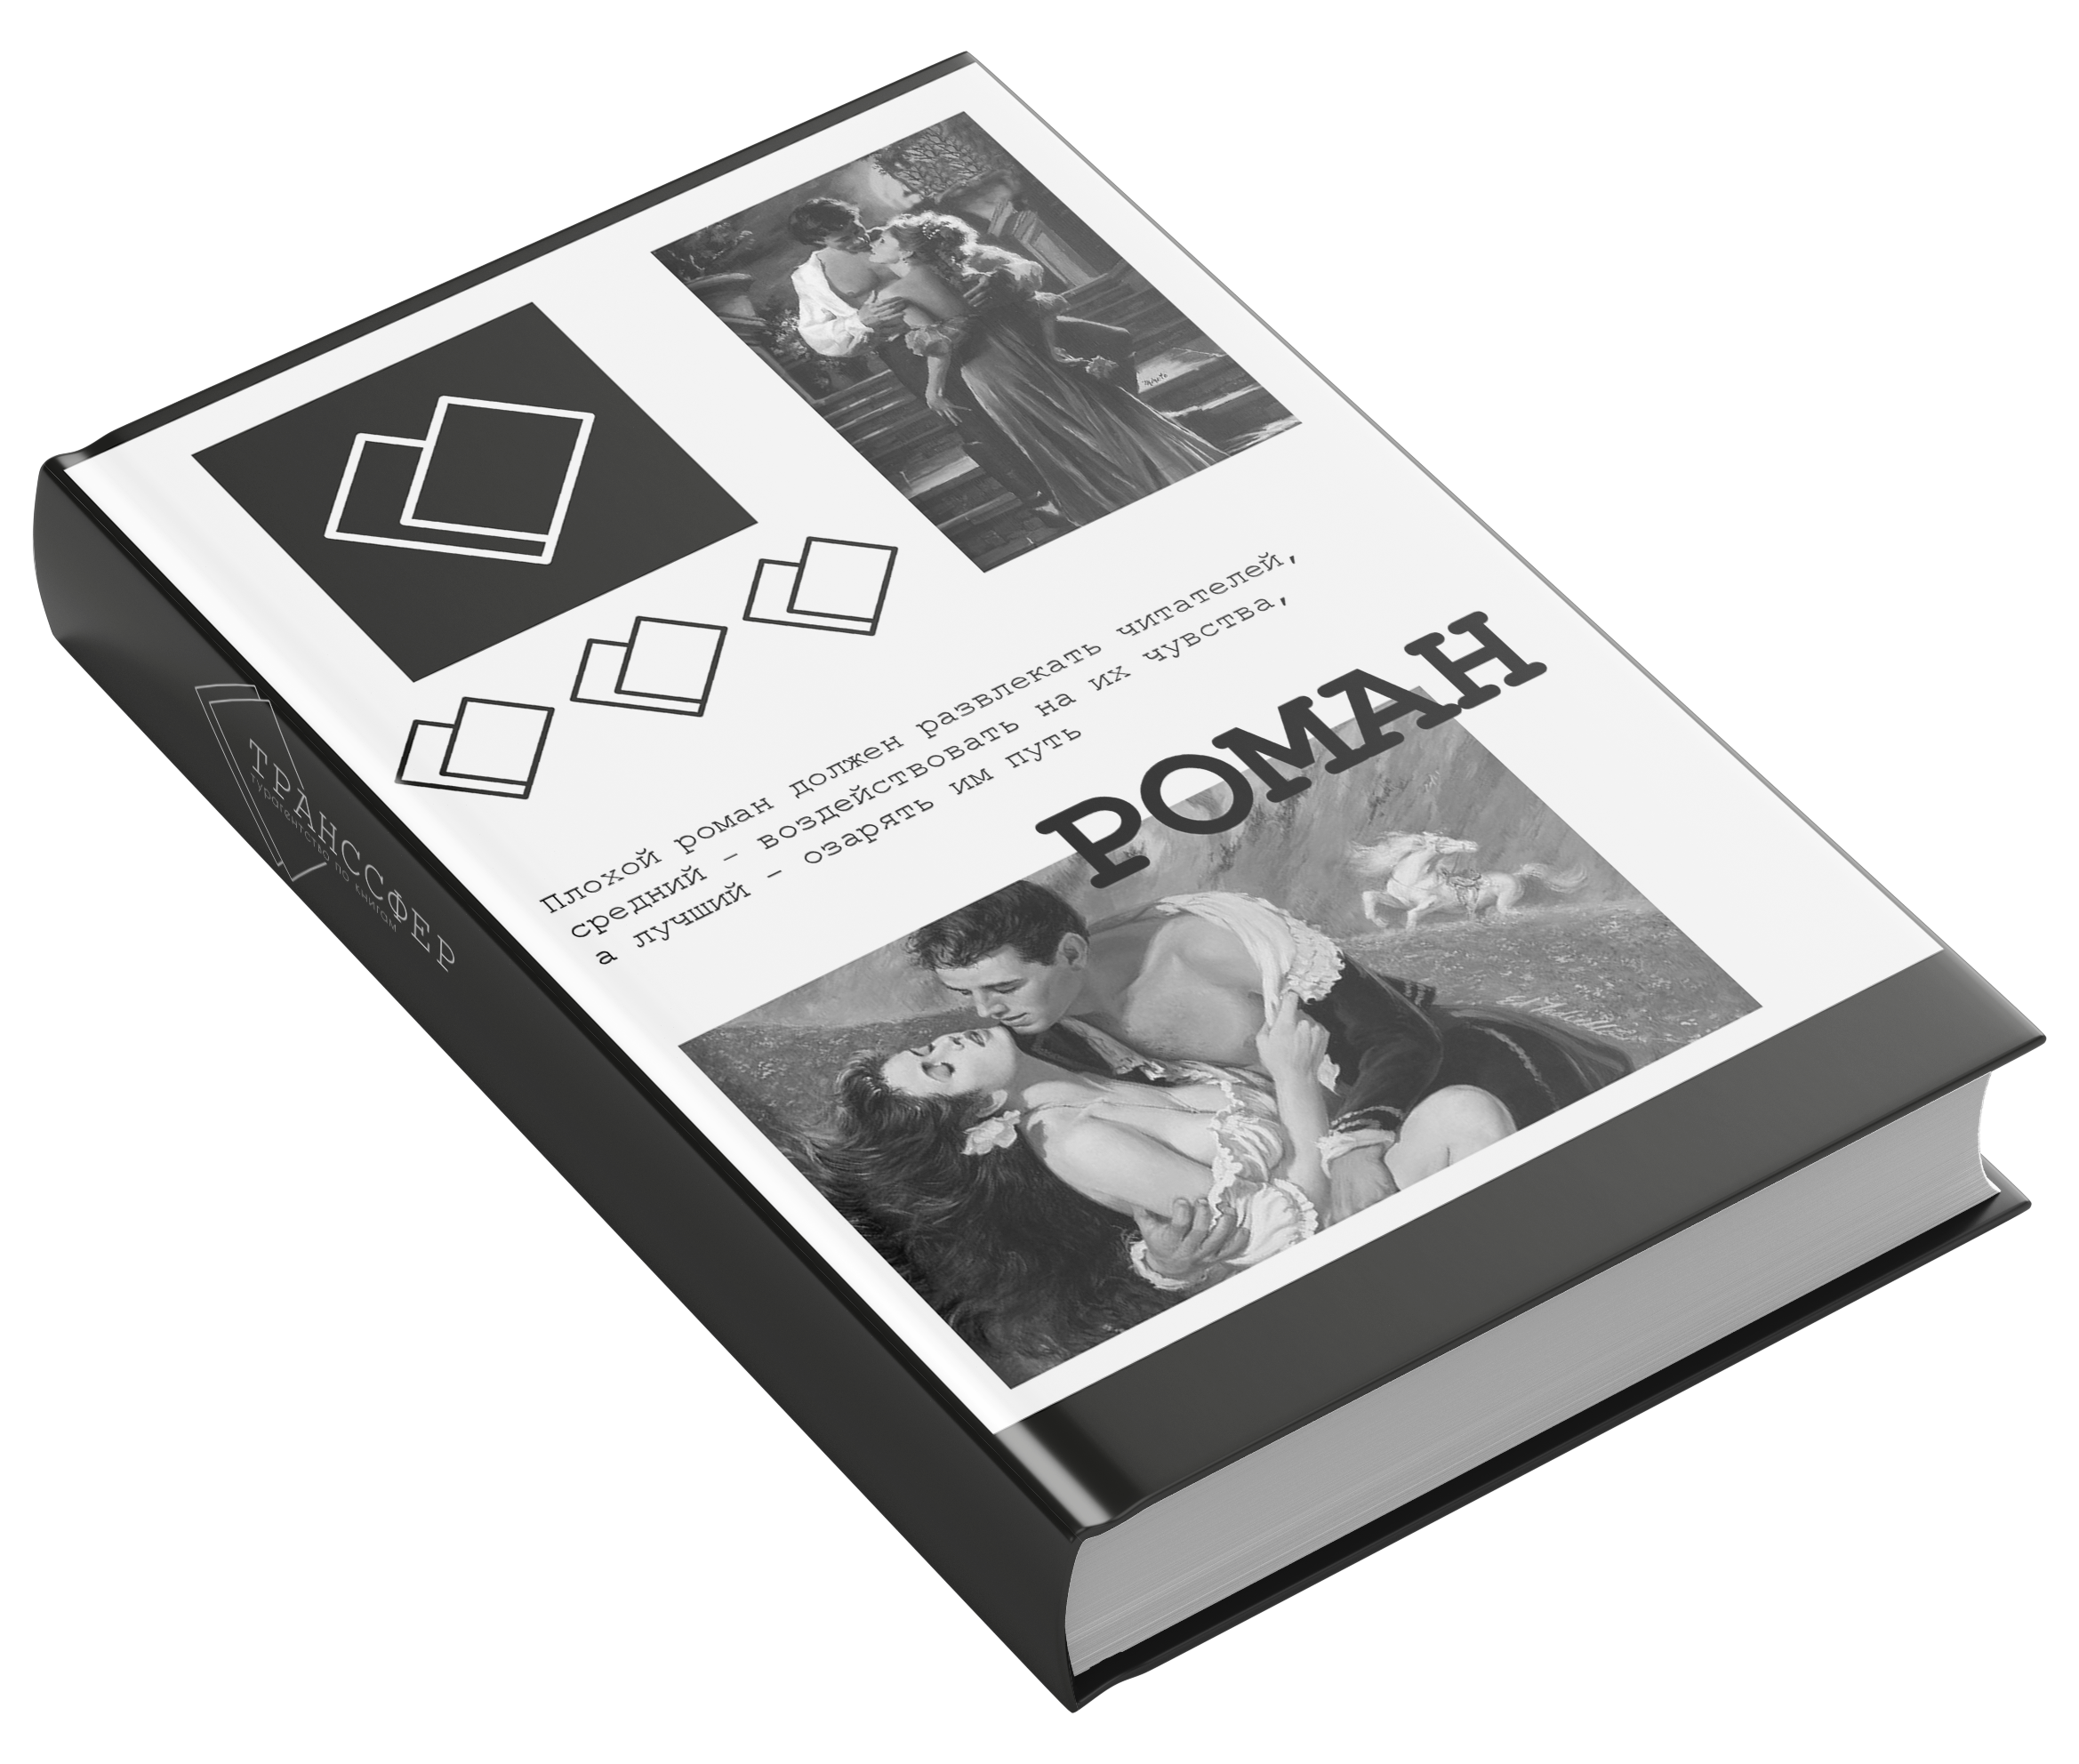 Плохой роман должен развлекать читателей,
средний – воздействовать на их чувства,
а лучший – озарять им путь
РОМАН
ТРАНССФЕР
турагентство по книгам